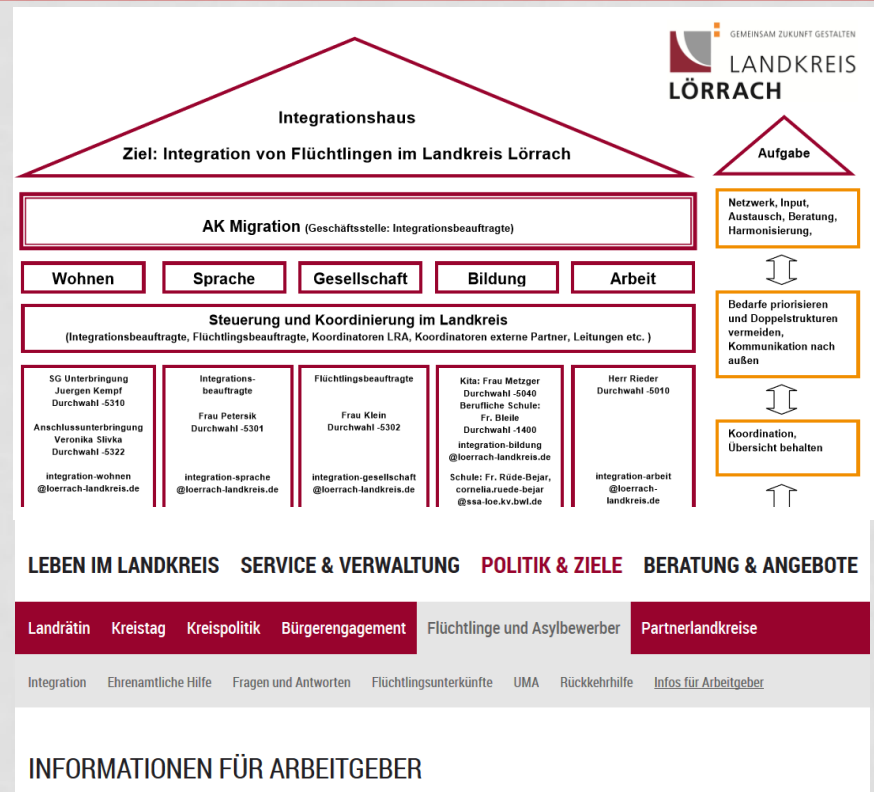 GEMEINSAM ZUKUNFT GESTALTEN
LANDKREIS
LÖRRACH
Integrationshaus
Ziel: Integration von Flüchtlingen im Landkreis Lörrach
Aufgabe
AK Migration (Geschäftsstelle: Integrationsbeauftragte)
Netzwerk, Input,
Austausch, Beratung,
Harmonisierung,
Wohnen
Sprache
Gesellschaft
Bildung
Arbeit
Steuerung und Koordinierung im Landkreis
(Integrationsbeauftragte, Flüchtlingsbeauftragte, Koordinatoren LRA, Koordinatoren externe Partner, Leitungen etc. )
Bedarfe priorisieren
und Doppelstrukturen
vermeiden,
Kommunikation nach
außen
SG Unterbringung
Juergen Kempf
Durchwahl -5310
Anschlussunterbringung
Veronika Slivka
Durchwahl -5322
integration-wohnen
@loerrach-landkreis.de
Integrations-
beauftragte
Frau Petersik
Durchwahl -5301
integration-sprache
@loerrach-landkreis.de
Flüchtlingsbeauftragte
Frau Klein
Durchwahl -5302
integration-gesellschaft
@loerrach-landkreis.de
Kita: Frau Metzger
Durchwahl -5040
Berufliche Schule:
Fr. Bleile
Durchwahl -1400
integration-bildung
@loerrach-landkreis.de
Schule: Fr. Rüde-Bejar,
cornelia.ruede-bejar
@ssa-loe.kv.bwl.de
Herr Rieder
Durchwahl -5010
integration-arbeit
@loerrach-
landkreis.de
Koordination,
Übersicht behalten
LEBEN IM LANDKREIS SERVICE & VERWALTUNG POLITIK & ZIELE BERATUNG & ANGEBOTE
Landrätin Kreistag Kreispolitik Bürgerengagement Flüchtlinge und Asylbewerber Partnerlandkreise
Integration Ehrenamtliche Hilfe Fragen und Antworten Flüchtlingsunterkünfte UMA Rückkehrhilfe Infos für Arbeitgeber
INFORMATIONEN FÜR ARBEITGEBER